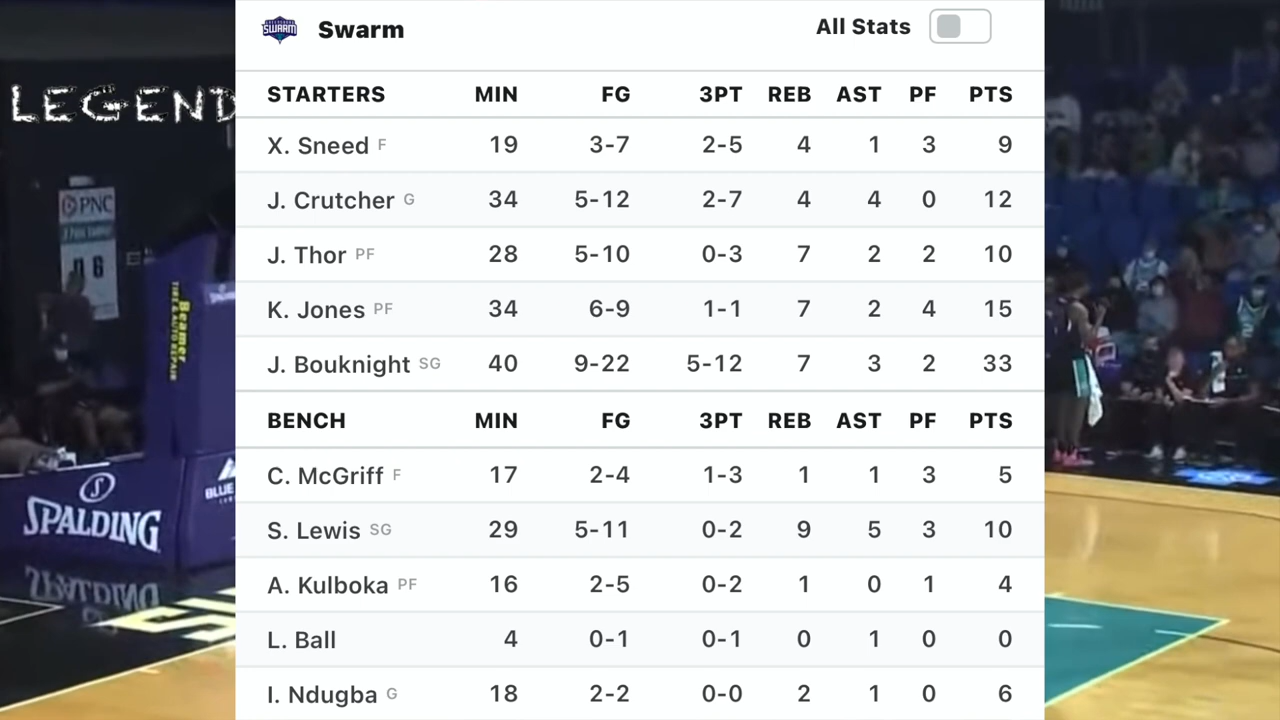 SWARM
Swarm
All Stats
LEGEND
STARTERS MIN FG 3PT REB AST PF PTS
X. Sneed F 19 3-7 2-5 4 1 3 9
J. Crutcher G 34 5-12 2-7 4 4 0 12
J. Thor PF 28 5-10 0-3 7 2 2 10
K. Jones PF 34 6-9 1-1 7 2 4 15
J. Bouknight SG 40 9-22 5-12 7 3 2 33
BENCH MIN FG 3PT REB AST PF PTS
C. McGriff F 17 2-4 1-3 1 1 3 5
S. Lewis SG 29 5-11 0-2 9 5 3 10
A. Kulboka PF 16 2-5 0-2 1 0 1 4
L. Ball 4 0-1 0-1 0 1 0 0
I. Ndugba G 18 2-2 0-0 2 1 0 6
PNC
Beamer
TIRE & AUTO REPAIR
SPALDING
BLUE